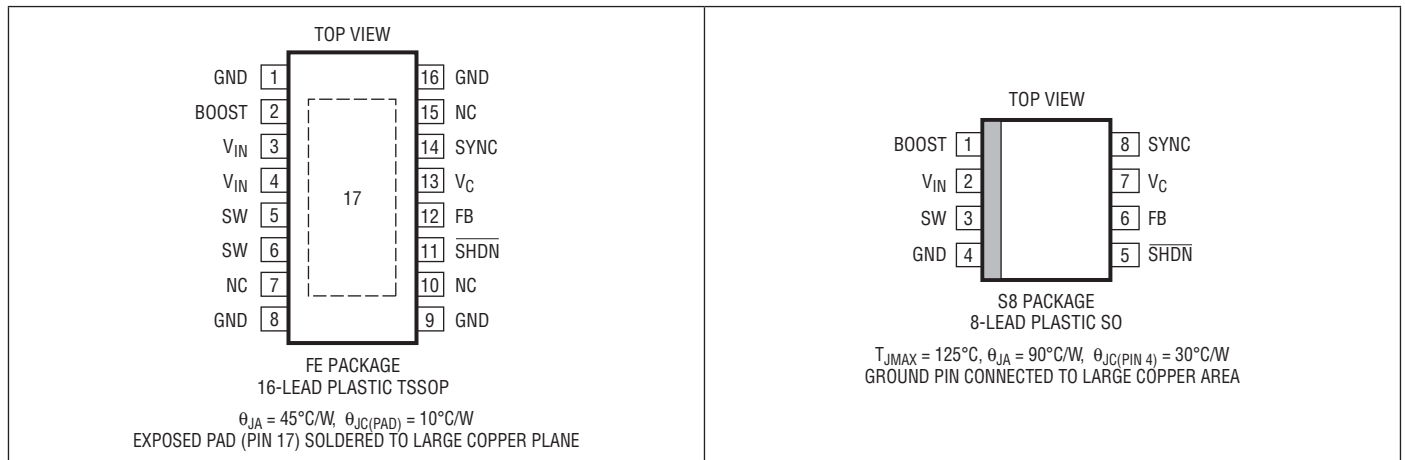 TOP VIEW
GND 1 16 GND
BOOST 2 15 NC
VIN 3 14 SYNC
VIN 4 13 VC
SW 5 17 12 FB
SW 6 11 SHDN
NC 7 10 NC
GND 8 9 GND
FE PACKAGE
16-LEAD PLASTIC TSSOP
θJA = 45°C/W, θJC(PAD) = 10°C/W
EXPOSED PAD (PIN 17) SOLDERED TO LARGE COPPER PLANE
TOP VIEW
BOOST 1 8 SYNC
VIN 2 7 VC
SW 3 6 FB
GND 4 5 SHDN
S8 PACKAGE
8-LEAD PLASTIC SO
TJMAX = 125°C, θJA = 90°C/W, θJC(PIN 4) = 30°C/W
GROUND PIN CONNECTED TO LARGE COPPER AREA